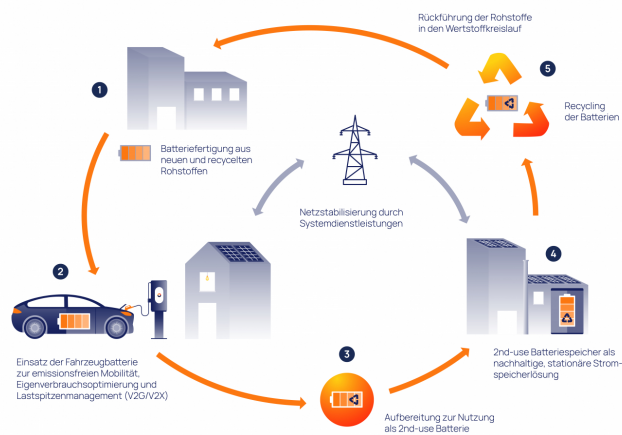 Rückführung der Rohstoffe
in den Wertstoffkreislauf
1
Batteriefertigung aus
neuen und recycelten
Rohstoffen
5
Recycling
der Batterien
Netzstabilisierung durch
Systemdienstleistungen
2
Einsatz der Fahrzeugbatterie
zur emissionsfreien Mobilität,
Eigenverbrauchsoptimierung und
Lastspitzenmanagement (V2G/V2X)
3
Aufbereitung zur Nutzung
als 2nd-use Batterie
4
2nd-use Batteriespeicher als
nachhaltige, stationäre Strom-
speicherlösung